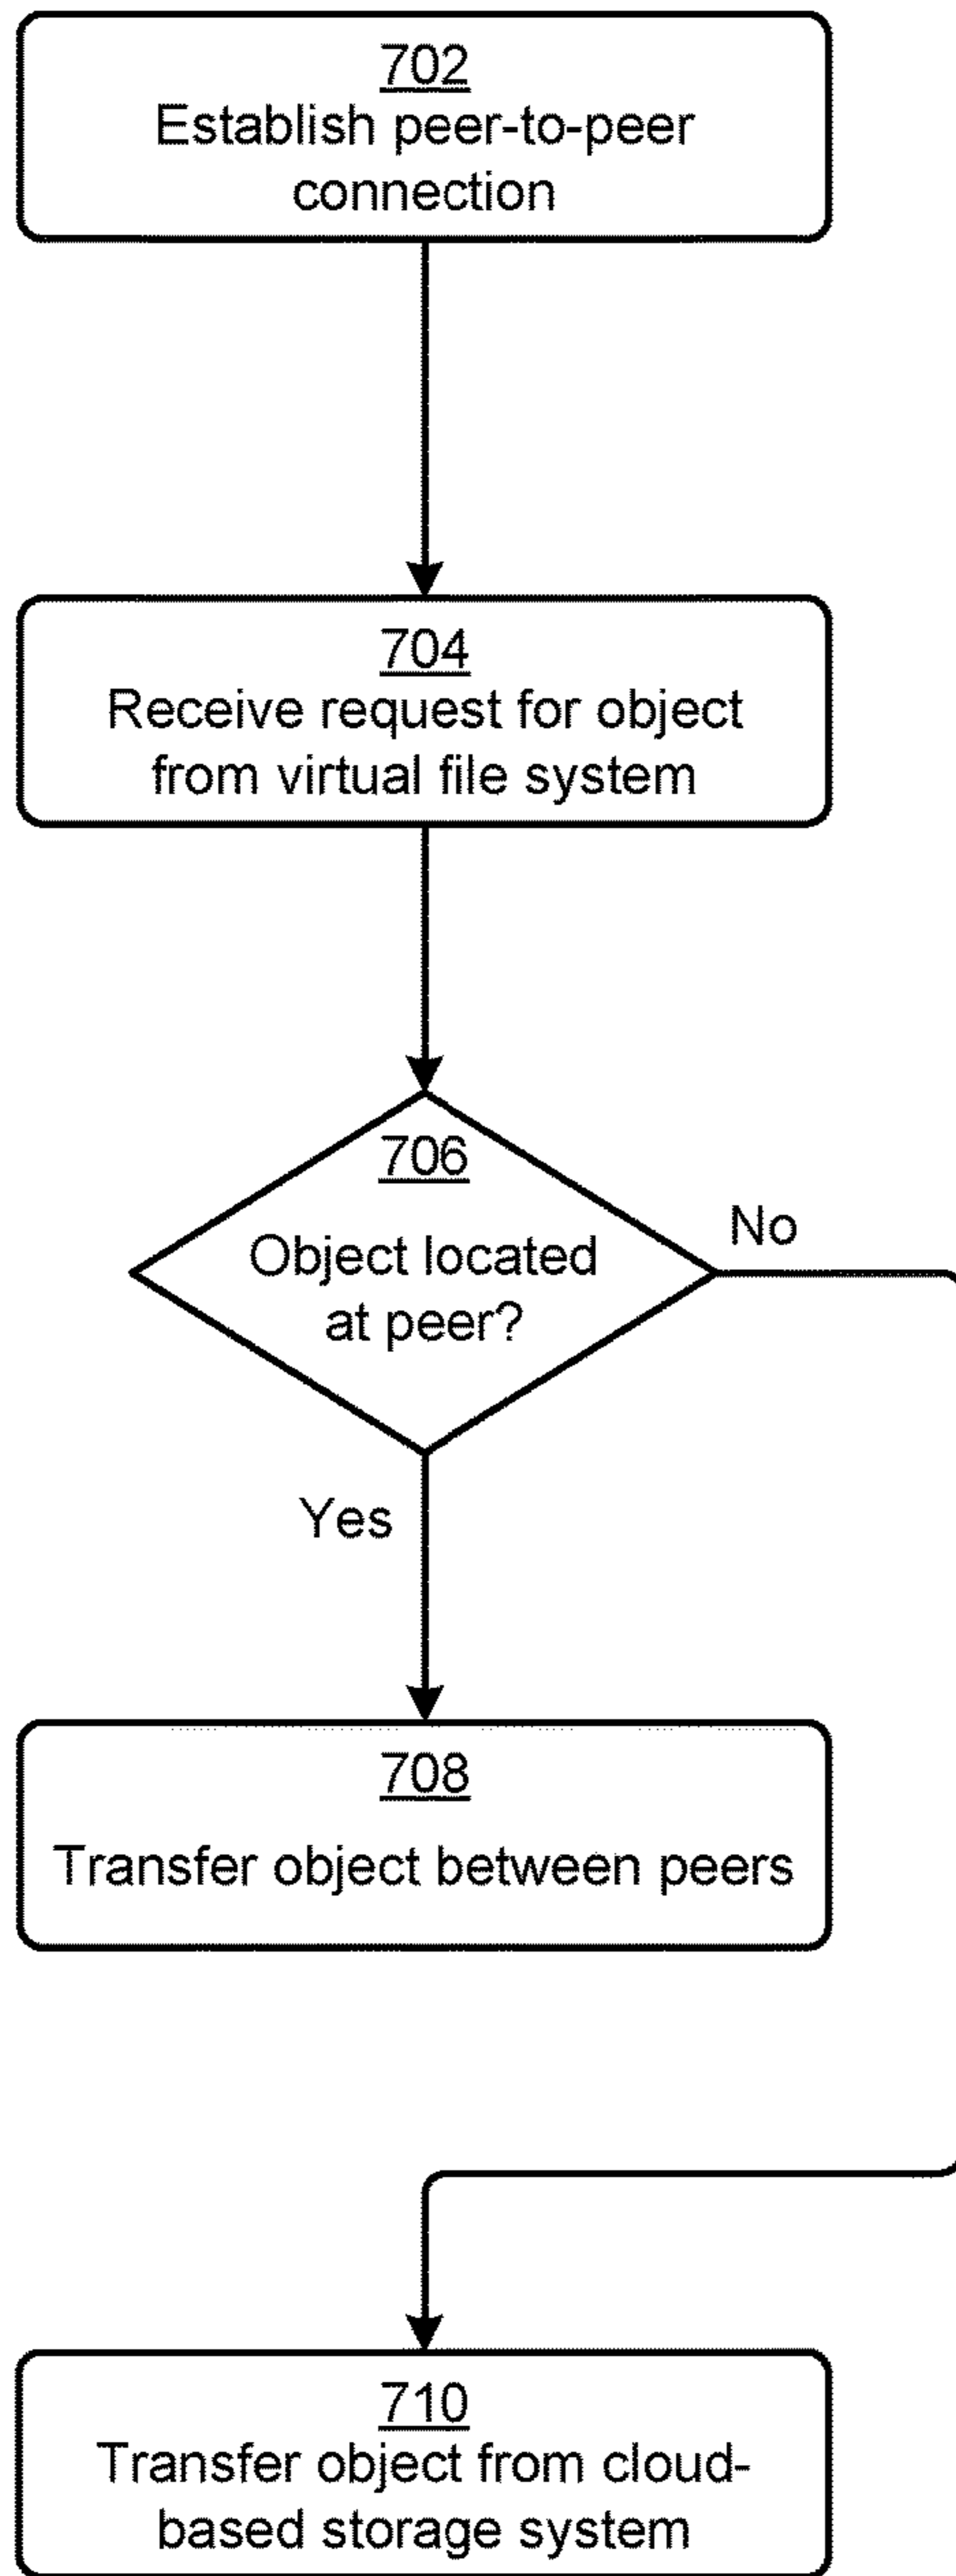 702
Establish peer-to-peer
connection
704
Receive request for object
from virtual file system
706
Object located
at peer?
No
Yes
708
Transfer object between peers
710
Transfer object from cloud-
based storage system